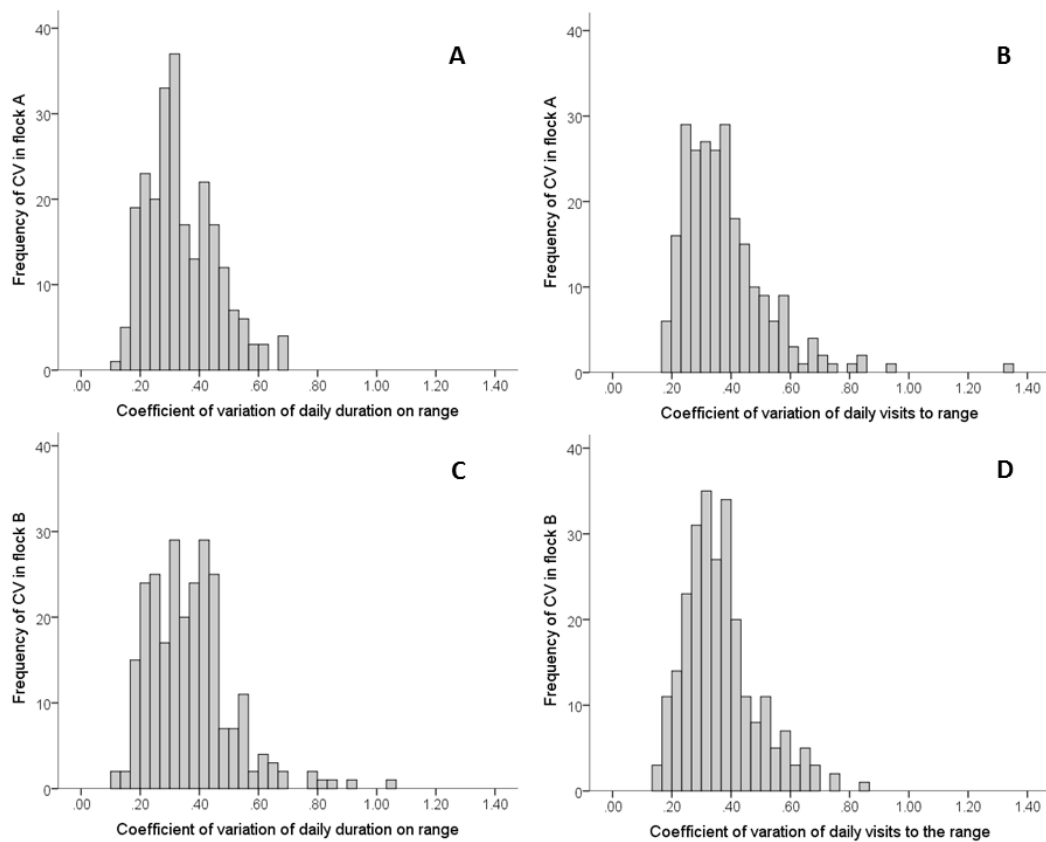 A
Frequency of CV in flock A
40
30
20
10
0
.00 .20 .40 .60 .80 1.00 1.20 1.40
Coefficient of variation of daily duration on range
B
Frequency of CV in flock A
40
30
20
10
0
.00 .20 .40 .60 .80 1.00 1.20 1.40
Coefficient of variation of daily visits to range
C
Frequency of CV in flock B
40
30
20
10
0
.00 .20 .40 .60 .80 1.00 1.20 1.40
Coefficient of variation of daily duration on range
D
Frequency of CV in flock B
40
30
20
10
0
.00 .20 .40 .60 .80 1.00 1.20 1.40
Coefficient of varation of daily visits to the range